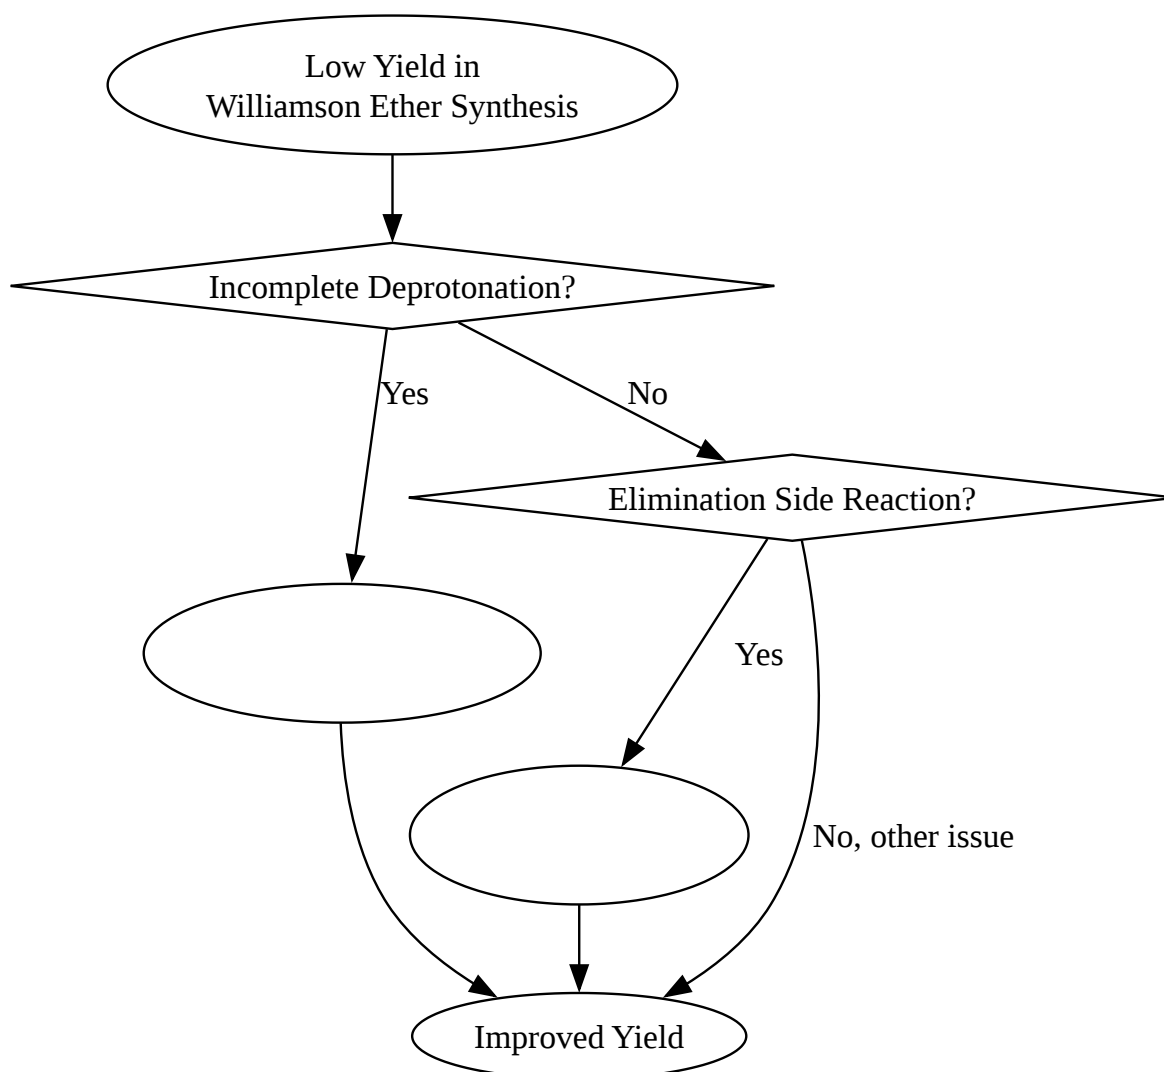 Low Yield in
Williamson Ether Synthesis
Incomplete Deprotonation?
Yes
No
Elimination Side Reaction?
Yes
No, other issue
Improved Yield